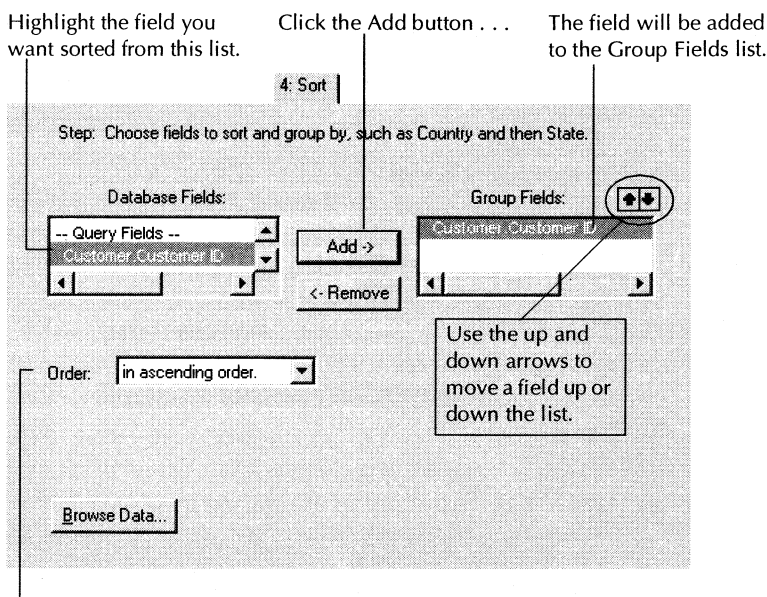 Highlight the field you
want sorted from this list.
Click the Add button . . .
The field will be added
to the Group Fields list.
4: Sort
Step: Choose fields to sort and group by, such as Country and then State.
Database Fields:
Group Fields:
-- Query Fields --
Customer.Customer ID
Add ->
<- Remove
Customer.Customer ID
Use the up and
down arrows to
move a field up or
down the list.
Order: in ascending order.
Browse Data...